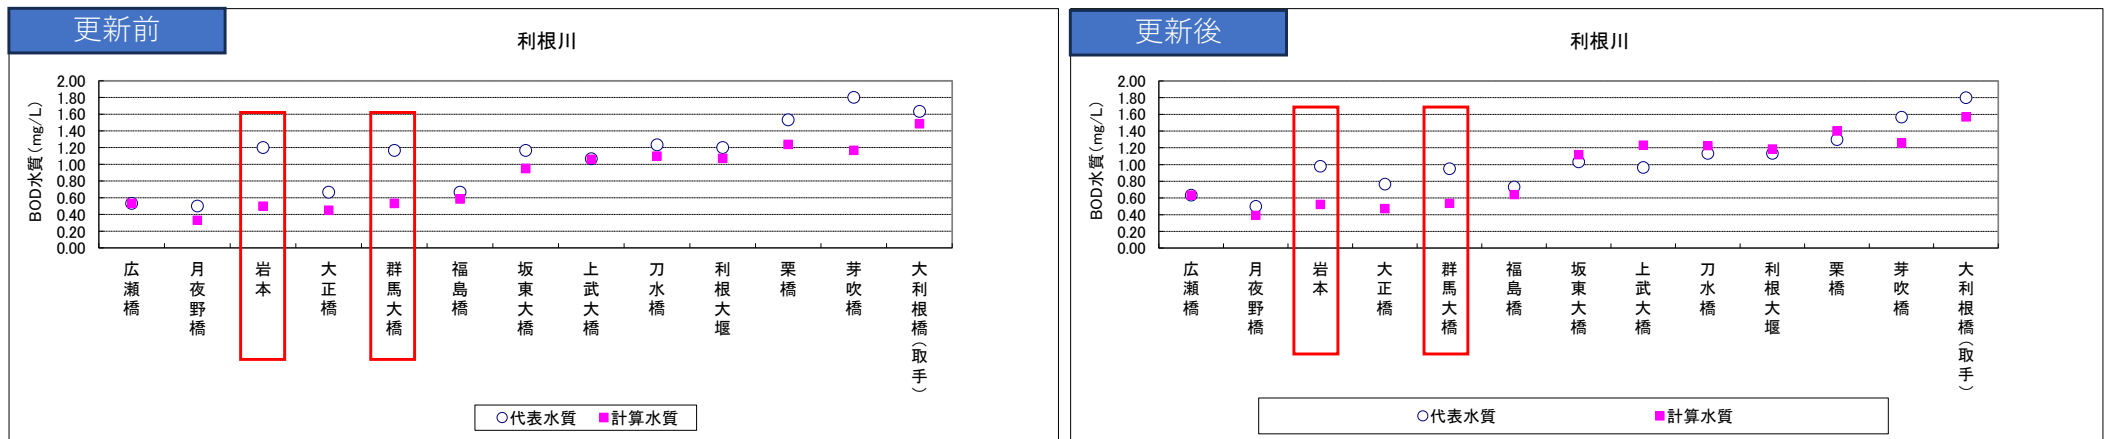 更新前
利根川
BOD水質(mg/L)
2.00
1.80
1.60
1.40
1.20
1.00
0.80
0.60
0.40
0.20
0.00
広瀬橋
月夜野橋
岩本
大正橋
群馬大橋
福島橋
坂東大橋
上武大橋
刀水橋
利根大堰
栗橋
芽吹橋
大利根橋(取手)
代表水質 計算水質
更新後
利根川
BOD水質(mg/L)
2.00
1.80
1.60
1.40
1.20
1.00
0.80
0.60
0.40
0.20
0.00
広瀬橋
月夜野橋
岩本
大正橋
群馬大橋
福島橋
坂東大橋
上武大橋
刀水橋
利根大堰
栗橋
芽吹橋
大利根橋(取手)
代表水質 計算水質